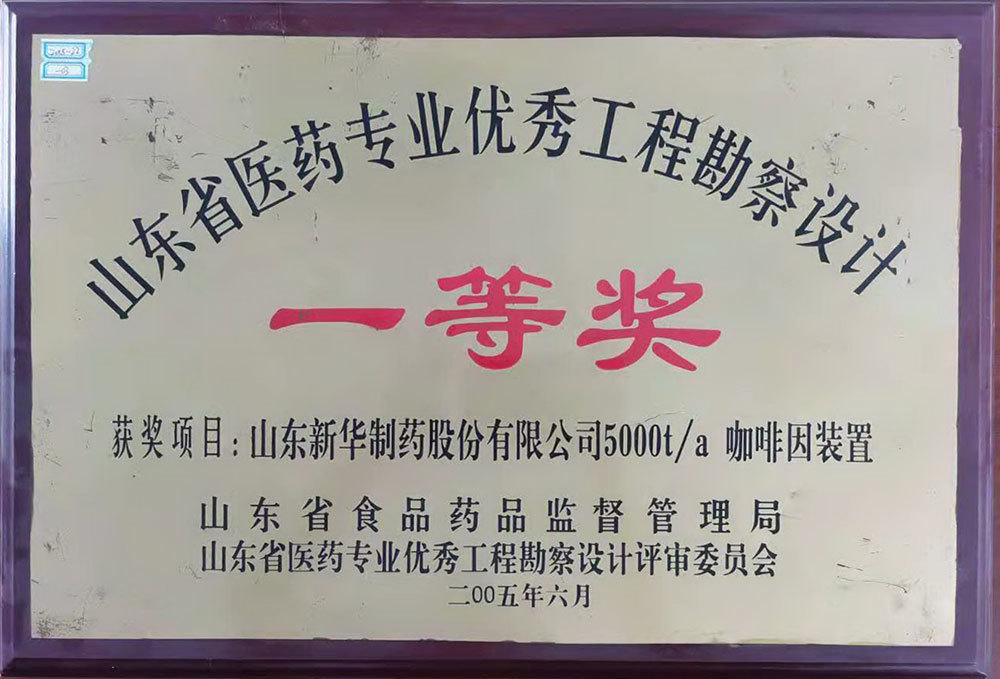 山东省医药专业优秀工程勘察设计
一等奖
获奖项目:山东新华制药股份有限公司5000t/a 咖啡因装置
山东省食品药品监督管理局
山东省医药专业优秀工程勘察设计评审委员会
二00五年六月